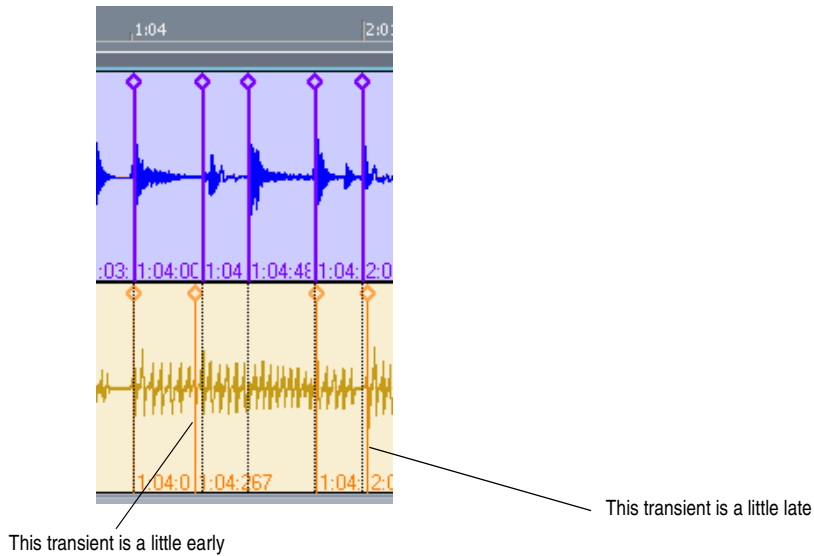 1:04 2:01
:03: 1:04:00 1:04 1:04:48 1:04: 2:0
1:04:0 1:04:267 1:04: 2:0
This transient is a little late
This transient is a little early